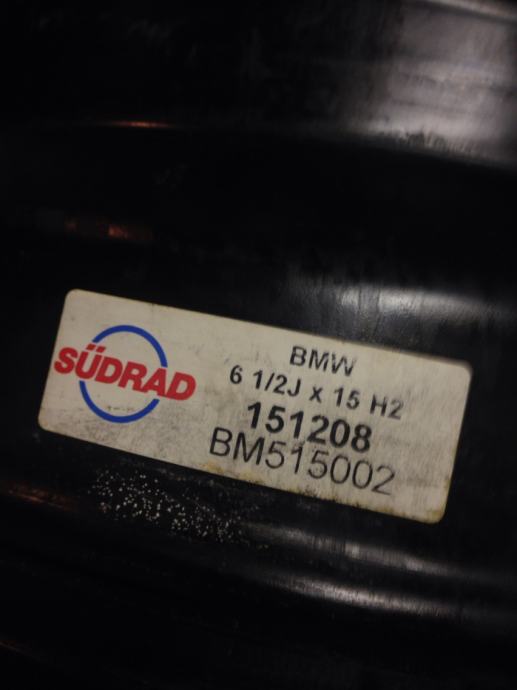 SÜDRAD
BMW
6 1/2J x 15 H2
151208
BM515002